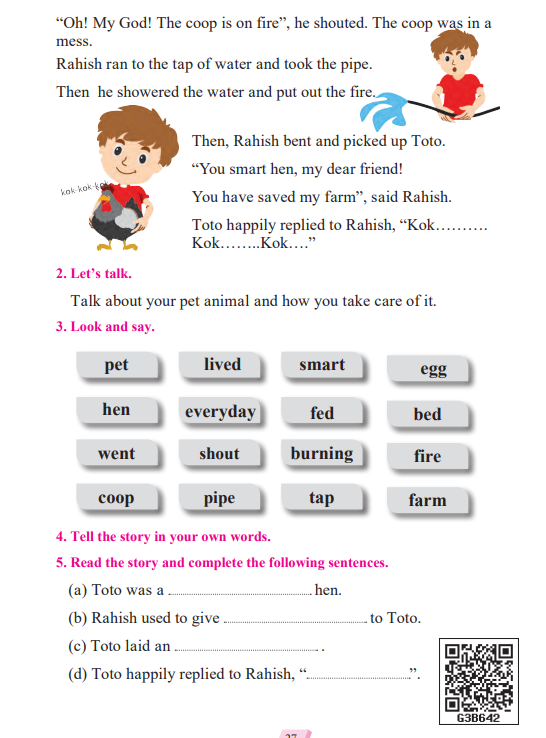 “Oh! My God! The coop is on fire”, he shouted. The coop was in a
mess.
Rahish ran to the tap of water and took the pipe.
Then he showered the water and put out the fire.
Then, Rahish bent and picked up Toto.
“You smart hen, my dear friend!
kok-kok-kok
You have saved my farm”, said Rahish.
Toto happily replied to Rahish, “Kok……….
Kok……..Kok….”
2. Let’s talk.
Talk about your pet animal and how you take care of it.
3. Look and say.
pet lived smart egg
hen everyday fed bed
went shout burning fire
coop pipe tap farm
4. Tell the story in your own words.
5. Read the story and complete the following sentences.
(a) Toto was a ........................................ hen.
(b) Rahish used to give ........................................ to Toto.
(c) Toto laid an ........................................ .
(d) Toto happily replied to Rahish, “..............................”.
G3B642